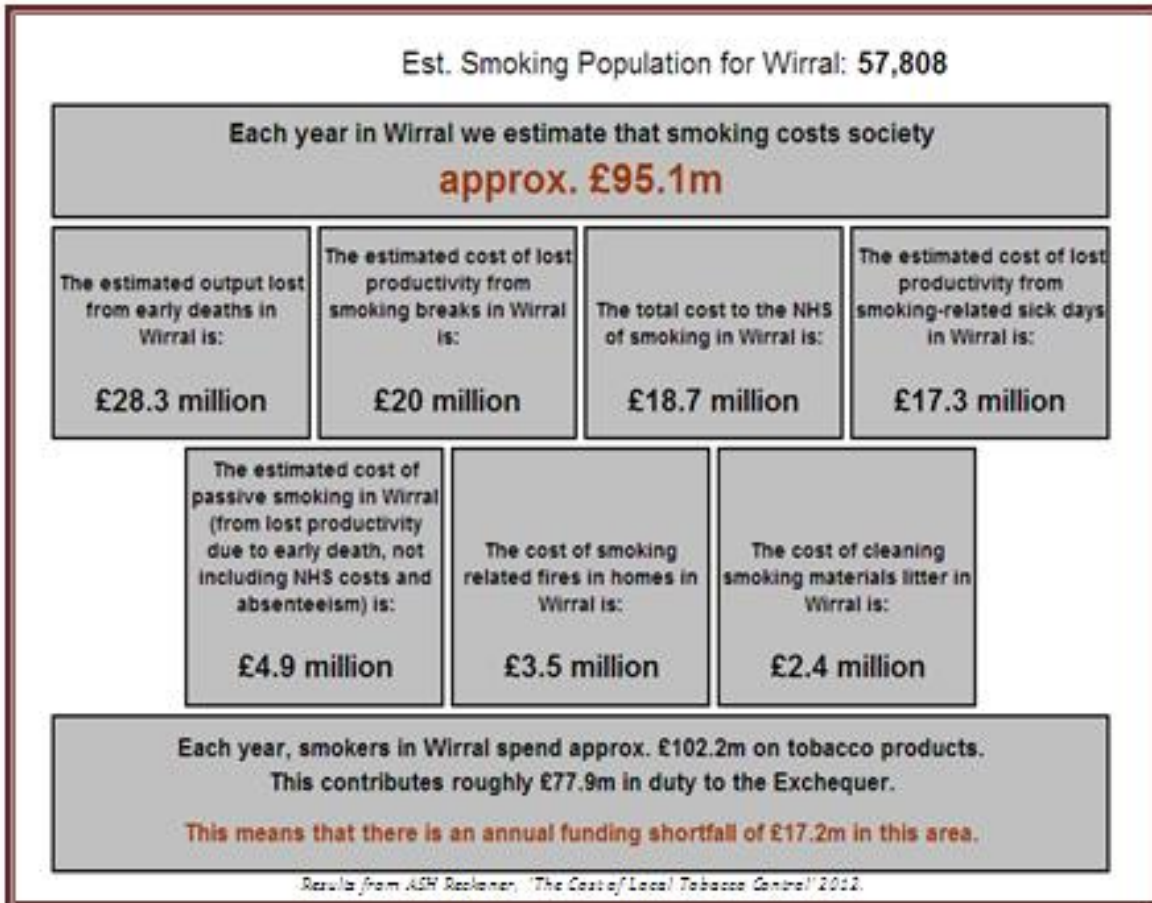 Est. Smoking Population for Wirral: 57,808
Each year in Wirral we estimate that smoking costs society
approx. £95.1m
The estimated output lost
from early deaths in
Wirral is:
£28.3 million
The estimated cost of lost
productivity from
smoking breaks in Wirral
is:
£20 million
The total cost to the NHS
of smoking in Wirral is:
£18.7 million
The estimated cost of lost
productivity from
smoking-related sick days
in Wirral is:
£17.3 million
The estimated cost of
passive smoking in Wirral
(from lost productivity
due to early death, not
including NHS costs and
absenteeism) is:
£4.9 million
The cost of smoking
related fires in homes in
Wirral is:
£3.5 million
The cost of cleaning
smoking materials litter in
Wirral is:
£2.4 million
Each year, smokers in Wirral spend approx. £102.2m on tobacco products.
This contributes roughly £77.9m in duty to the Exchequer.
This means that there is an annual funding shortfall of £17.2m in this area.
Results from ASH Reckoner, 'The Cost of Local Tobacco Control' 2012.